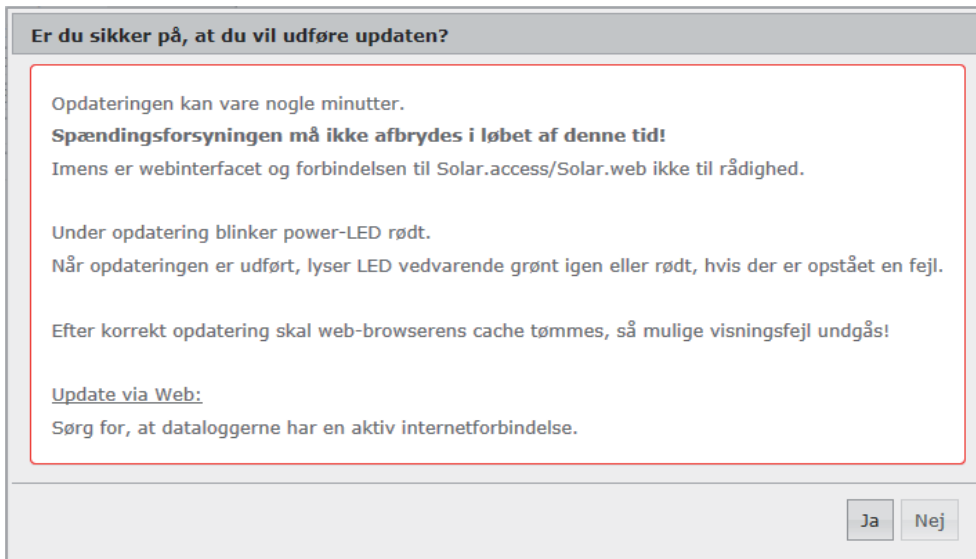 Er du sikker på, at du vil udføre updaten?
Opdateringen kan vare nogle minutter.
Spændingsforsyningen må ikke afbrydes i løbet af denne tid!
Imens er webinterfacet og forbindelsen til Solar.access/Solar.web ikke til rådighed.
Under opdatering blinker power-LED rødt.
Når opdateringen er udført, lyser LED vedvarende grønt igen eller rødt, hvis der er opstået en fejl.
Efter korrekt opdatering skal web-browserens cache tømmes, så mulige visningsfejl undgås!
Update via Web:
Sørg for, at dataloggerne har en aktiv internetforbindelse.
Ja Nej